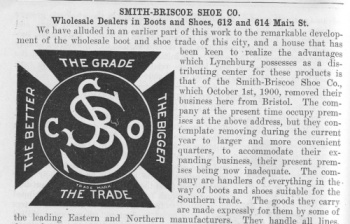 SMITH-BRISCOE SHOE CO.
Wholesale Dealers in Boots and Shoes, 612 and 614 Main St.
We have alluded in an earlier part of this work to the remarkable develop-
ment of the wholesale boot and shoe trade of this city, and a house that has
been keen to realize the advantages
which Lynchburg possesses as a dis-
tributing center for these products is
that of the Smith-Briscoe Shoe Co.,
which October 1st, 1900, removed their
business here from Bristol. The com-
pany at the present time occupy prem-
ises at the above address, but they con-
template removing during the current
year to larger and more convenient
quarters, to accommodate their ex-
panding business, their present prem-
ises being now inadequate. The com-
pany are handlers of everything in the
way of boots and shoes suitable for the
Southern trade. The goods they carry
are made expressly for them by some of
the leading Eastern and Northern manufacturers. They handle all lines,
THE GRADE
THE BETTER
THE BIGGER
C SBS O
TRADE MARK
THE TRADE